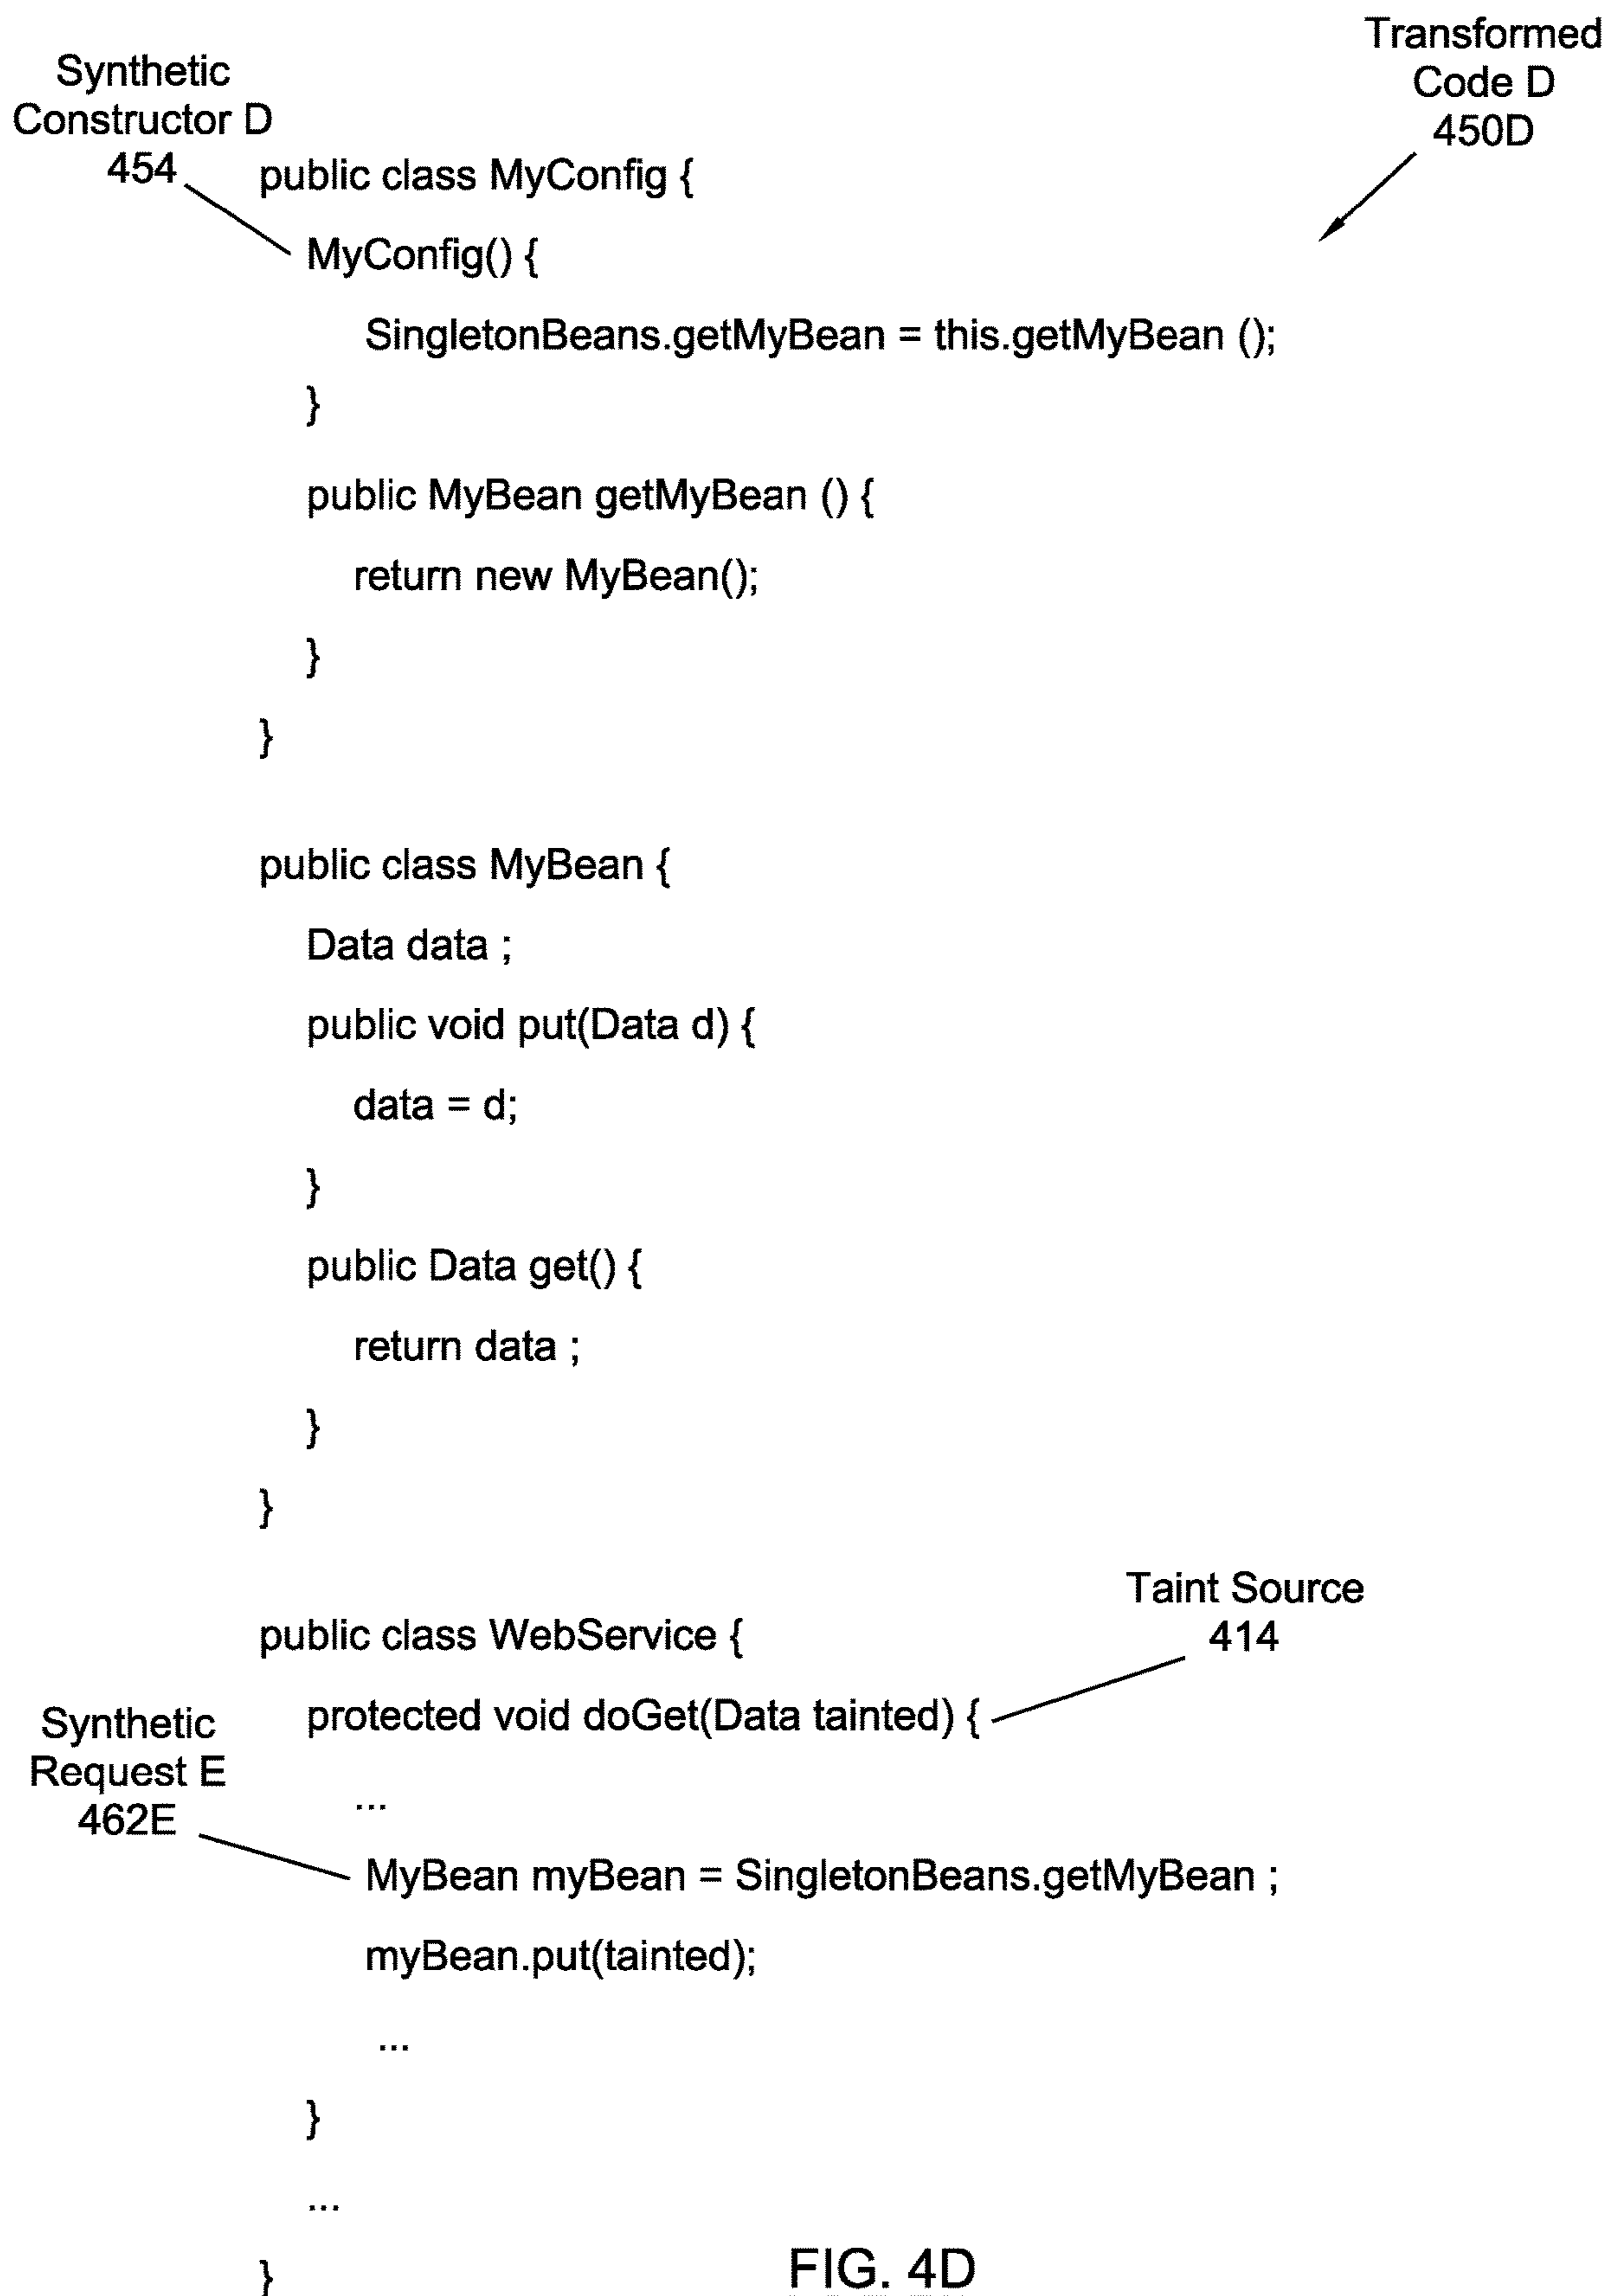 Transformed
Code D
450D
Synthetic
Constructor D
454
public class MyConfig {
MyConfig() {
SingletonBeans.getMyBean = this.getMyBean ();
}
public MyBean getMyBean () {
return new MyBean();
}
}
public class MyBean {
Data data ;
public void put(Data d) {
data = d;
}
public Data get() {
return data ;
}
}
Taint Source
414
public class WebService {
protected void doGet(Data tainted) {
Synthetic
Request E
462E
...
MyBean myBean = SingletonBeans.getMyBean ;
myBean.put(tainted);
...
}
...
}
FIG. 4D